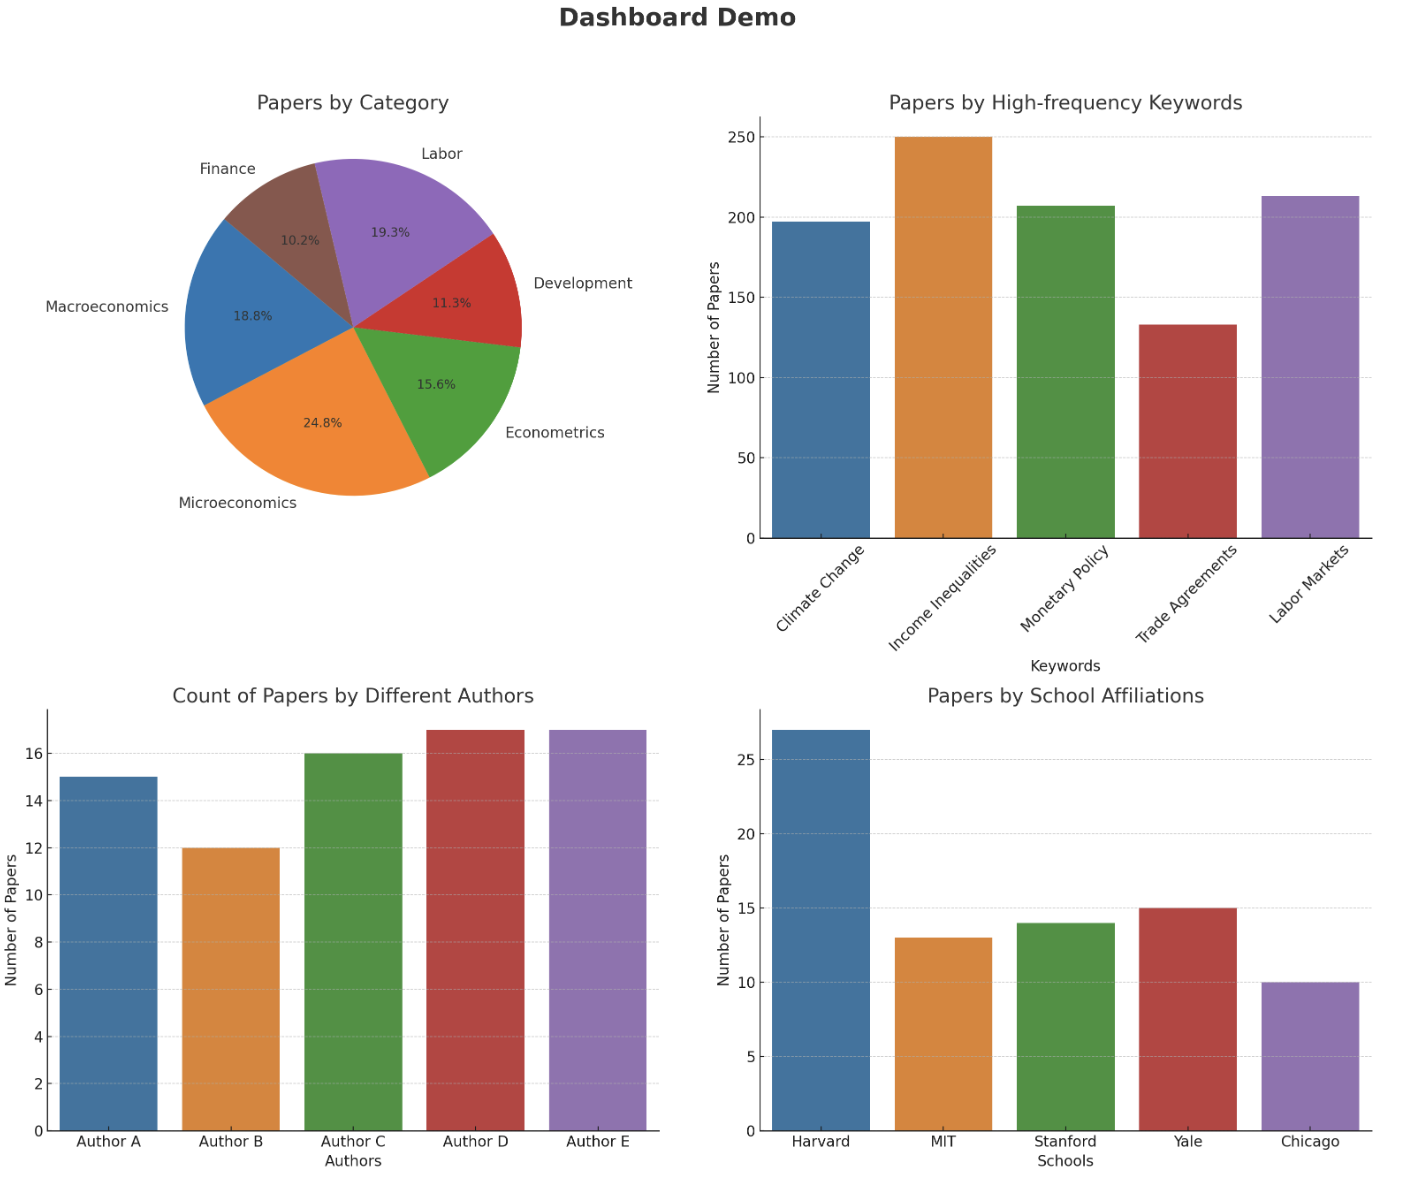 Dashboard Demo
Papers by Category
Labor
Finance
19.3%
10.2%
Development
11.3%
Macroeconomics
18.8%
15.6%
24.8%
Econometrics
Microeconomics
Papers by High-frequency Keywords
Number of Papers
250
200
150
100
50
0
Climate Change
Income Inequalities
Monetary Policy
Trade Agreements
Labor Markets
Keywords
Count of Papers by Different Authors
Number of Papers
16
14
12
10
8
6
4
2
0
Author A
Author B
Author C
Author D
Author E
Authors
Papers by School Affiliations
Number of Papers
25
20
15
10
5
0
Harvard
MIT
Stanford
Yale
Chicago
Schools